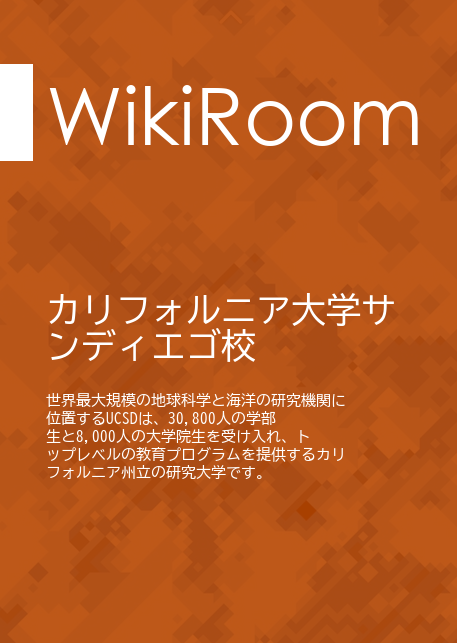 WikiRoom
カリフォルニア大学サ
ンディエゴ校
世界最大規模の地球科学と海洋の研究機関に
位置するUCSDは、30,800人の学部
生と8,000人の大学院生を受け入れ、ト
ップレベルの教育プログラムを提供するカリ
フォルニア州立の研究大学です。